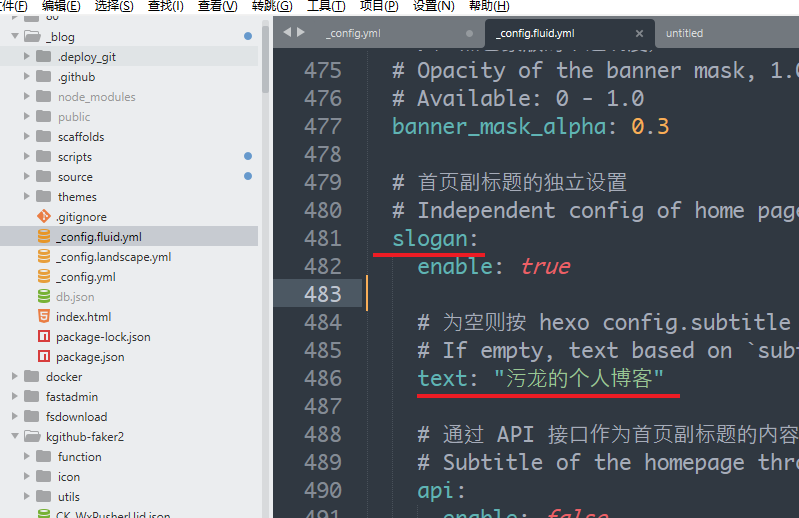 文件(F) 编辑(E) 选择(S) 查找(I) 查看(V) 转跳(G) 工具(T) 项目(P) 设置(N) 帮助(H)
80
_blog
.deploy_git
.github
node_modules
public
scaffolds
scripts
source
themes
.gitignore
_config.fluid.yml
_config.landscape.yml
_config.yml
db.json
index.html
package-lock.json
package.json
docker
fastadmin
fsdownload
kgithub-faker2
function
icon
utils
CK_WxPusherUid.json
_config.yml
_config.fluid.yml
untitled
475 # Opacity of the banner mask, 1.0
476 # Available: 0 - 1.0
477 banner_mask_alpha: 0.3
478
479 # 首页副标题的独立设置
480 # Independent config of home pag
481 slogan:
482 enable: true
483
484 # 为空则按 hexo config.subtitle
485 # If empty, text based on `sub
486 text: "污龙的个人博客"
487
488 # 通过 API 接口作为首页副标题的内容
489 # Subtitle of the homepage thr
490 api:
491 enable: false